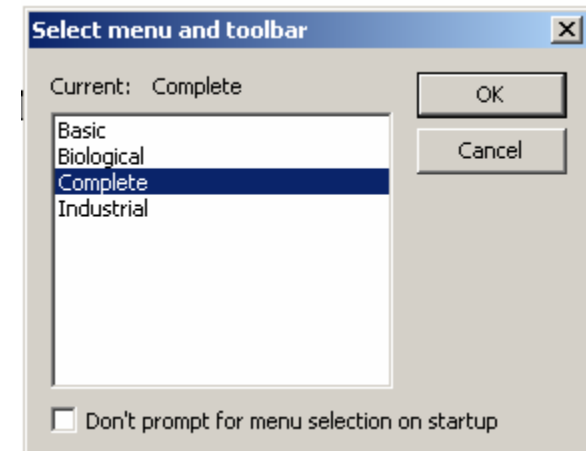 Select menu and toolbar
Current: Complete
OK
Basic
Biological
Complete
Industrial
Cancel
Don't prompt for menu selection on startup